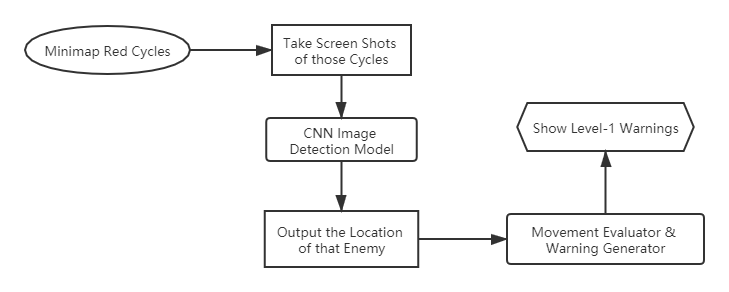 Minimap Red Cycles
Take Screen Shots
of those Cycles
CNN Image
Detection Model
Show Level-1 Warnings
Output the Location
of that Enemy
Movement Evaluator &
Warning Generator